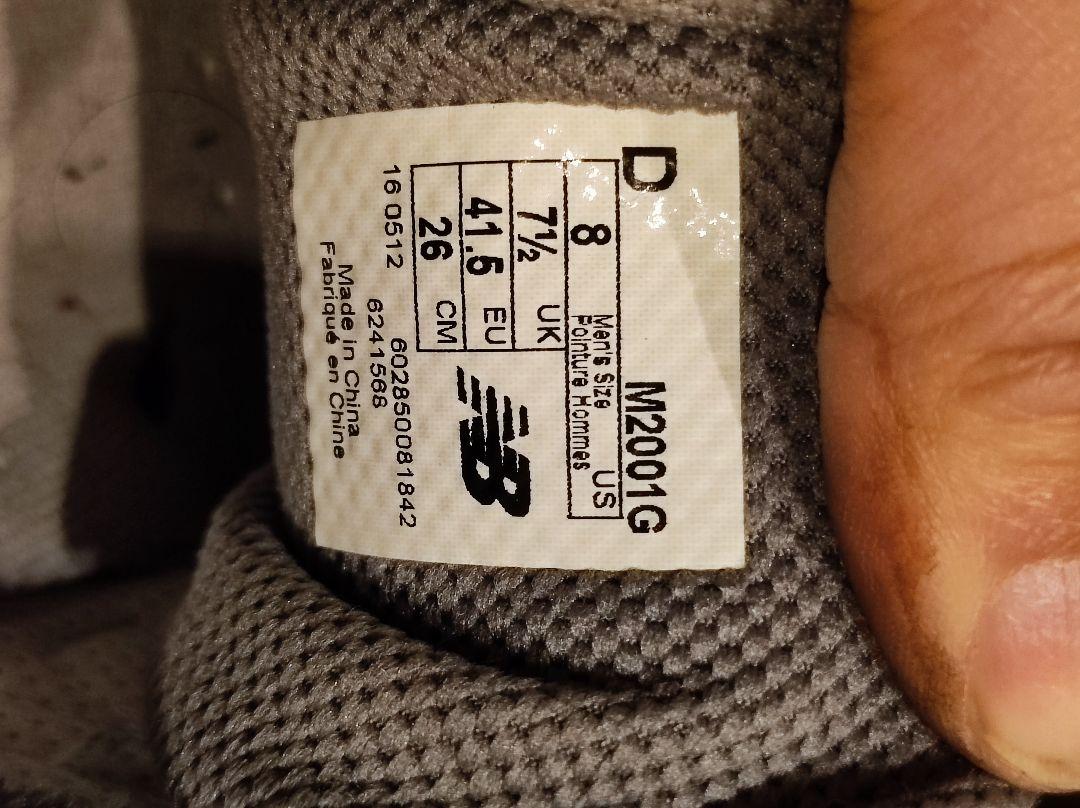 D M2001G
8 Men's Size Pointure Hommes US
7½ UK
41.5 EU
26 CM
NB
16 0512 602850081842
6241568
Made in China
Fabriqué en Chine